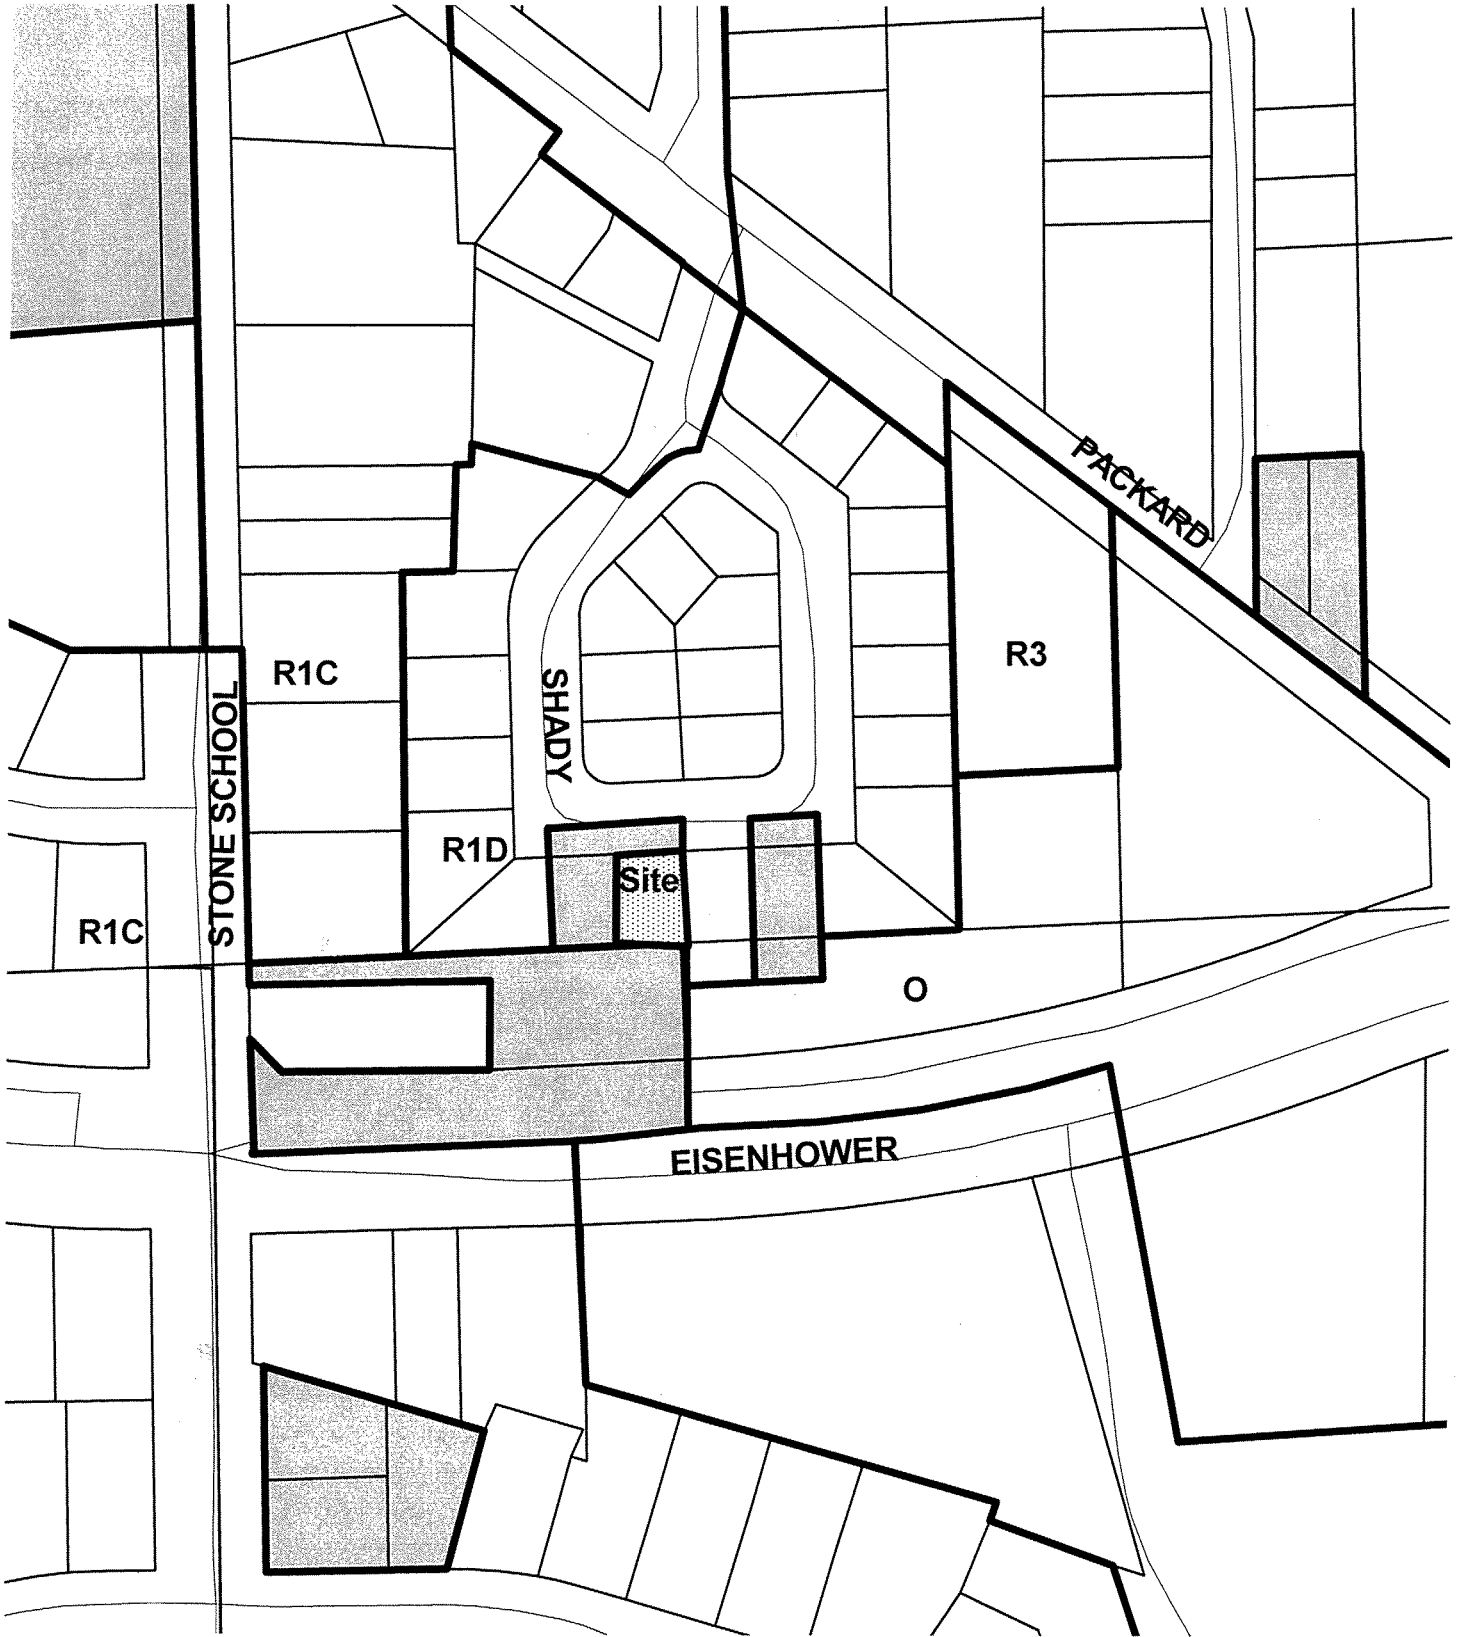 PACKARD
R1C
R3
SHADY
STONE SCHOOL
R1D
Site
R1C
O
EISENHOWER